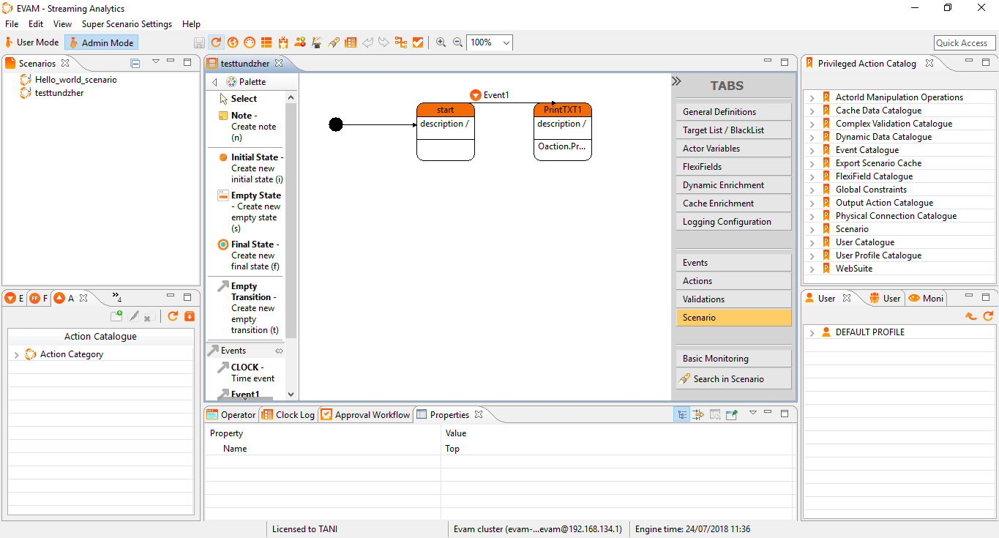 EVAM - Streaming Analytics
File Edit View Super Scenario Settings Help
User Mode Admin Mode 100% Quick Access
Scenarios
Hello_world_scenario
testtundzher
E F A 4
Action Catalogue
Action Category
testtundzher
Palette
Select
Note -
Create note
(n)
Initial State -
Create new
initial state (i)
Empty State
- Create new
empty state
(s)
Final State -
Create new
final state (f)
Empty
Transition -
Create new
empty
transition (t)
Events
CLOCK -
Time event
Event1
Event1
start
description /
PrintTXT1
description /
Oaction.Pr...
TABS
General Definitions
Target List / BlackList
Actor Variables
FlexiFields
Dynamic Enrichment
Cache Enrichment
Logging Configuration
Events
Actions
Validations
Scenario
Basic Monitoring
Search in Scenario
Operator Clock Log Approval Workflow Properties
Property Value
Name Top
Privileged Action Catalog
ActorId Manipulation Operations
Cache Data Catalogue
Complex Validation Catalogue
Dynamic Data Catalogue
Event Catalogue
Export Scenario Cache
FlexiField Catalogue
Global Constraints
Output Action Catalogue
Physical Connection Catalogue
Scenario
User Catalogue
User Profile Catalogue
WebSuite
User User Moni
DEFAULT PROFILE
Licensed to TANI Evam cluster (evam-...evam@192.168.134.1) Engine time: 24/07/2018 11:36